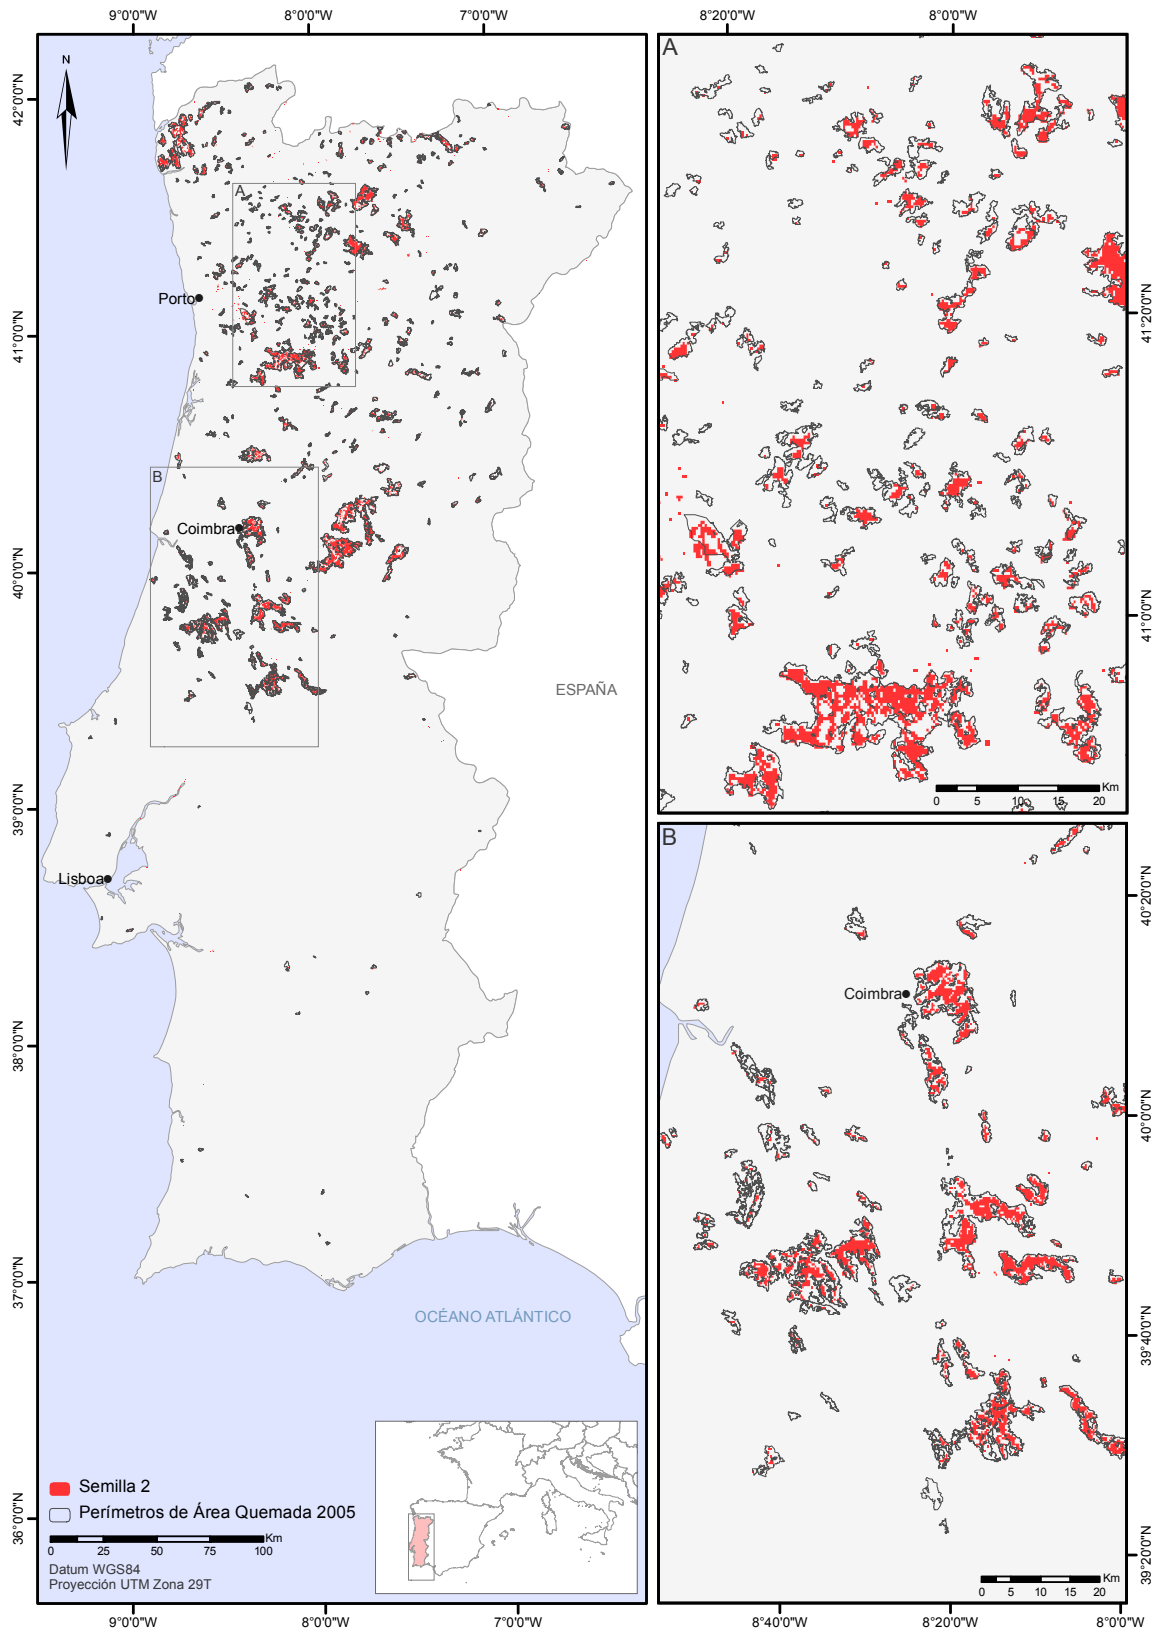 9°0'0"W 8°0'0"W 7°0'0"W
8°20'0"W 8°0'0"W
N
42°0'0"N
41°0'0"N
40°0'0"N
39°0'0"N
38°0'0"N
37°0'0"N
36°0'0"N
A
Porto
B
Coimbra
ESPAÑA
Lisboa
OCÉANO ATLÁNTICO
Semilla 2
Perímetros de Área Quemada 2005
Km
0 25 50 75 100
Datum WGS84
Proyección UTM Zona 29T
9°0'0"W 8°0'0"W 7°0'0"W
A
41°20'0"N
41°0'0"N
Km
0 5 10 15 20
B
Coimbra
40°20'0"N
40°0'0"N
39°40'0"N
39°20'0"N
Km
0 5 10 15 20
8°40'0"W 8°20'0"W 8°0'0"W